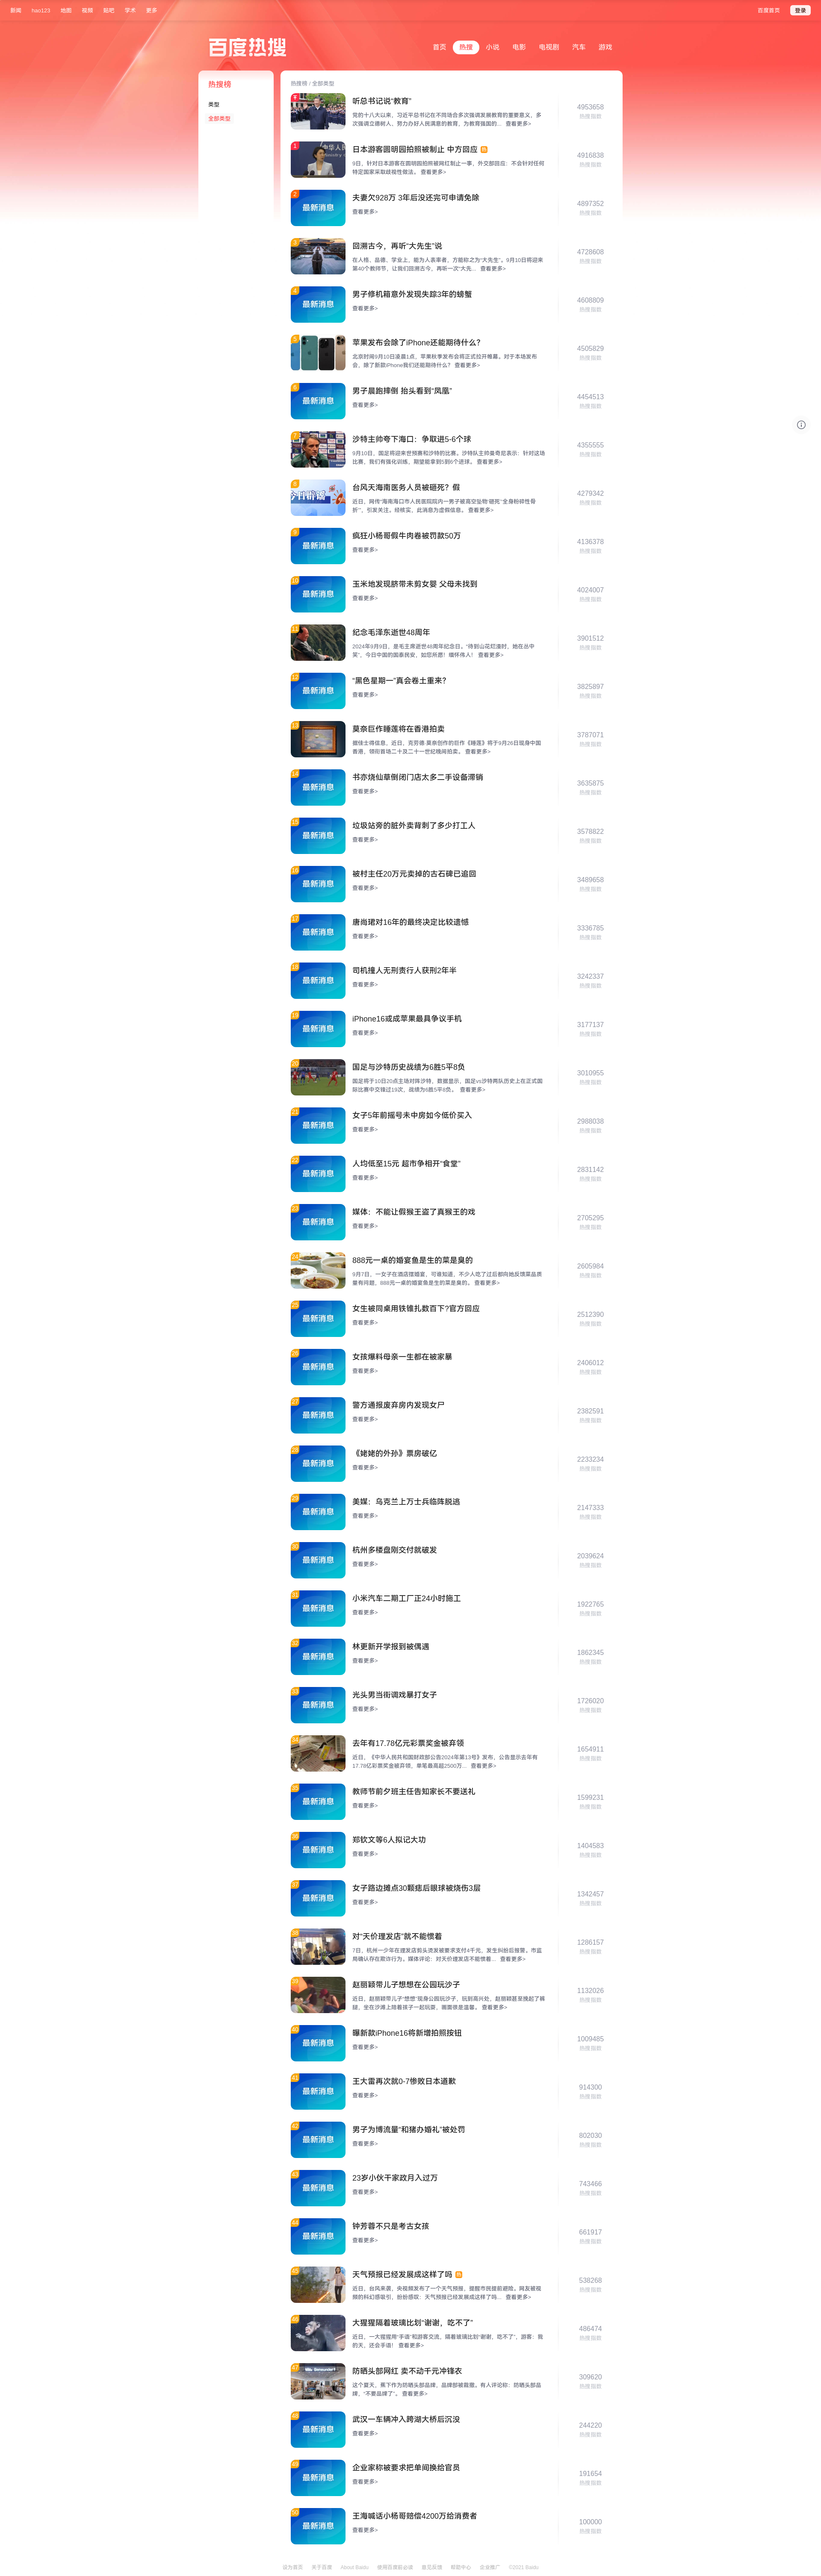 新闻 hao123 地图 视频 贴吧 学术 更多 百度首页 登录
百度热搜
首页 热搜 小说 电影 电视剧 汽车 游戏
热搜榜
类型
全部类型
热搜榜 / 全部类型
听总书记说“教育”
党的十八大以来，习近平总书记在不同场合多次强调发展教育的重要意义，多
次强调立德树人，努力办好人民满意的教育，为教育强国的... 查看更多>
4953658
热搜指数
1
日本游客圆明园拍照被制止 中方回应 热
9日，针对日本游客在圆明园拍照被网红制止一事，外交部回应：不会针对任何
特定国家采取歧视性做法。 查看更多>
4916838
热搜指数
2
最新消息
夫妻欠928万 3年后没还完可申请免除
查看更多>
4897352
热搜指数
3
回溯古今，再听“大先生”说
在人格、品德、学业上，能为人表率者，方能称之为“大先生”。9月10日将迎来
第40个教师节，让我们回溯古今，再听一次“大先... 查看更多>
4728608
热搜指数
4
最新消息
男子修机箱意外发现失踪3年的螃蟹
查看更多>
4608809
热搜指数
5
苹果发布会除了iPhone还能期待什么？
北京时间9月10日凌晨1点，苹果秋季发布会将正式拉开帷幕。对于本场发布
会，除了新款iPhone我们还能期待什么？ 查看更多>
4505829
热搜指数
6
最新消息
男子晨跑摔倒 抬头看到“凤凰”
查看更多>
4454513
热搜指数
7
沙特主帅夸下海口：争取进5-6个球
9月10日，国足将迎来世预赛和沙特的比赛。沙特队主帅曼奇尼表示：针对这场
比赛，我们有强化训练，期望能拿到5到6个进球。 查看更多>
4355555
热搜指数
8
台风天海南医务人员被砸死？假
近日，网传“海南海口市人民医院院内一男子被高空坠物‘砸死’‘全身粉碎性骨
折’”，引发关注。经核实，此消息为虚假信息。 查看更多>
4279342
热搜指数
9
最新消息
疯狂小杨哥假牛肉卷被罚款50万
查看更多>
4136378
热搜指数
10
最新消息
玉米地发现脐带未剪女婴 父母未找到
查看更多>
4024007
热搜指数
11
纪念毛泽东逝世48周年
2024年9月9日，是毛主席逝世48周年纪念日。“待到山花烂漫时，她在丛中
笑”，今日中国的国泰民安，如您所愿！缅怀伟人！ 查看更多>
3901512
热搜指数
12
最新消息
“黑色星期一”真会卷土重来?
查看更多>
3825897
热搜指数
13
莫奈巨作睡莲将在香港拍卖
据佳士得信息，近日，克劳德·莫奈创作的巨作《睡莲》将于9月26日现身中国
香港，领衔首场二十及二十一世纪晚间拍卖。 查看更多>
3787071
热搜指数
14
最新消息
书亦烧仙草倒闭门店太多二手设备滞销
查看更多>
3635875
热搜指数
15
最新消息
垃圾站旁的脏外卖背刺了多少打工人
查看更多>
3578822
热搜指数
16
最新消息
被村主任20万元卖掉的古石碑已追回
查看更多>
3489658
热搜指数
17
最新消息
唐尚珺对16年的最终决定比较遗憾
查看更多>
3336785
热搜指数
18
最新消息
司机撞人无刑责行人获刑2年半
查看更多>
3242337
热搜指数
19
最新消息
iPhone16或成苹果最具争议手机
查看更多>
3177137
热搜指数
20
国足与沙特历史战绩为6胜5平8负
国足将于10日20点主场对阵沙特。数据显示，国足vs沙特两队历史上在正式国
际比赛中交锋过19次，战绩为6胜5平8负。 查看更多>
3010955
热搜指数
21
最新消息
女子5年前摇号未中房如今低价买入
查看更多>
2988038
热搜指数
22
最新消息
人均低至15元 超市争相开“食堂”
查看更多>
2831142
热搜指数
23
最新消息
媒体：不能让假猴王盗了真猴王的戏
查看更多>
2705295
热搜指数
24
888元一桌的婚宴鱼是生的菜是臭的
9月7日，一女子在酒店摆婚宴，可谁知道，不少人吃了过后都向她反馈菜品质
量有问题，888元一桌的婚宴鱼是生的菜是臭的。 查看更多>
2605984
热搜指数
25
最新消息
女生被同桌用铁锥扎数百下?官方回应
查看更多>
2512390
热搜指数
26
最新消息
女孩爆料母亲一生都在被家暴
查看更多>
2406012
热搜指数
27
最新消息
警方通报废弃房内发现女尸
查看更多>
2382591
热搜指数
28
最新消息
《姥姥的外孙》票房破亿
查看更多>
2233234
热搜指数
29
最新消息
美媒：乌克兰上万士兵临阵脱逃
查看更多>
2147333
热搜指数
30
最新消息
杭州多楼盘刚交付就破发
查看更多>
2039624
热搜指数
31
最新消息
小米汽车二期工厂正24小时施工
查看更多>
1922765
热搜指数
32
最新消息
林更新开学报到被偶遇
查看更多>
1862345
热搜指数
33
最新消息
光头男当街调戏暴打女子
查看更多>
1726020
热搜指数
34
去年有17.78亿元彩票奖金被弃领
近日，《中华人民共和国财政部公告2024年第13号》发布，公告显示去年有
17.78亿彩票奖金被弃领，单笔最高超2500万... 查看更多>
1654911
热搜指数
35
最新消息
教师节前夕班主任告知家长不要送礼
查看更多>
1599231
热搜指数
36
最新消息
郑钦文等6人拟记大功
查看更多>
1404583
热搜指数
37
最新消息
女子路边摊点30颗痣后眼球被烧伤3层
查看更多>
1342457
热搜指数
38
对“天价理发店”就不能惯着
7日，杭州一少年在理发店剪头烫发被要求支付4千元，发生纠纷后报警。市监
局确认存在欺诈行为。媒体评论：对天价理发店不能惯着... 查看更多>
1286157
热搜指数
39
赵丽颖带儿子想想在公园玩沙子
近日，赵丽颖带儿子“想想”现身公园玩沙子，玩到高兴处，赵丽颖甚至挽起了裤
腿，坐在沙滩上陪着孩子一起玩耍，画面很是温馨。 查看更多>
1132026
热搜指数
40
最新消息
曝新款iPhone16将新增拍照按钮
查看更多>
1009485
热搜指数
41
最新消息
王大雷再次就0-7惨败日本道歉
查看更多>
914300
热搜指数
42
最新消息
男子为博流量“和猪办婚礼”被处罚
查看更多>
802030
热搜指数
43
最新消息
23岁小伙干家政月入过万
查看更多>
743466
热搜指数
44
最新消息
钟芳蓉不只是考古女孩
查看更多>
661917
热搜指数
45
天气预报已经发展成这样了吗 热
近日，台风来袭，央视频发布了一个天气预报，提醒市民提前避险。网友被视
频的科幻感吸引，纷纷感叹：天气预报已经发展成这样了吗... 查看更多>
538268
热搜指数
46
大猩猩隔着玻璃比划“谢谢，吃不了”
近日，一大猩猩用“手语”和游客交流，隔着玻璃比划“谢谢，吃不了”，游客：我
的天，还会手语！ 查看更多>
486474
热搜指数
47
防晒头部网红 卖不动千元冲锋衣
这个夏天，蕉下作为防晒头部品牌，品牌部被裁撤。有人评论称：防晒头部品
牌，“不要品牌了”。 查看更多>
309620
热搜指数
48
最新消息
武汉一车辆冲入跨湖大桥后沉没
查看更多>
244220
热搜指数
49
最新消息
企业家称被要求把单间换给官员
查看更多>
191654
热搜指数
50
最新消息
王海喊话小杨哥赔偿4200万给消费者
查看更多>
100000
热搜指数
设为首页 关于百度 About Baidu 使用百度前必读 意见反馈 帮助中心 企业推广 ©2021 Baidu